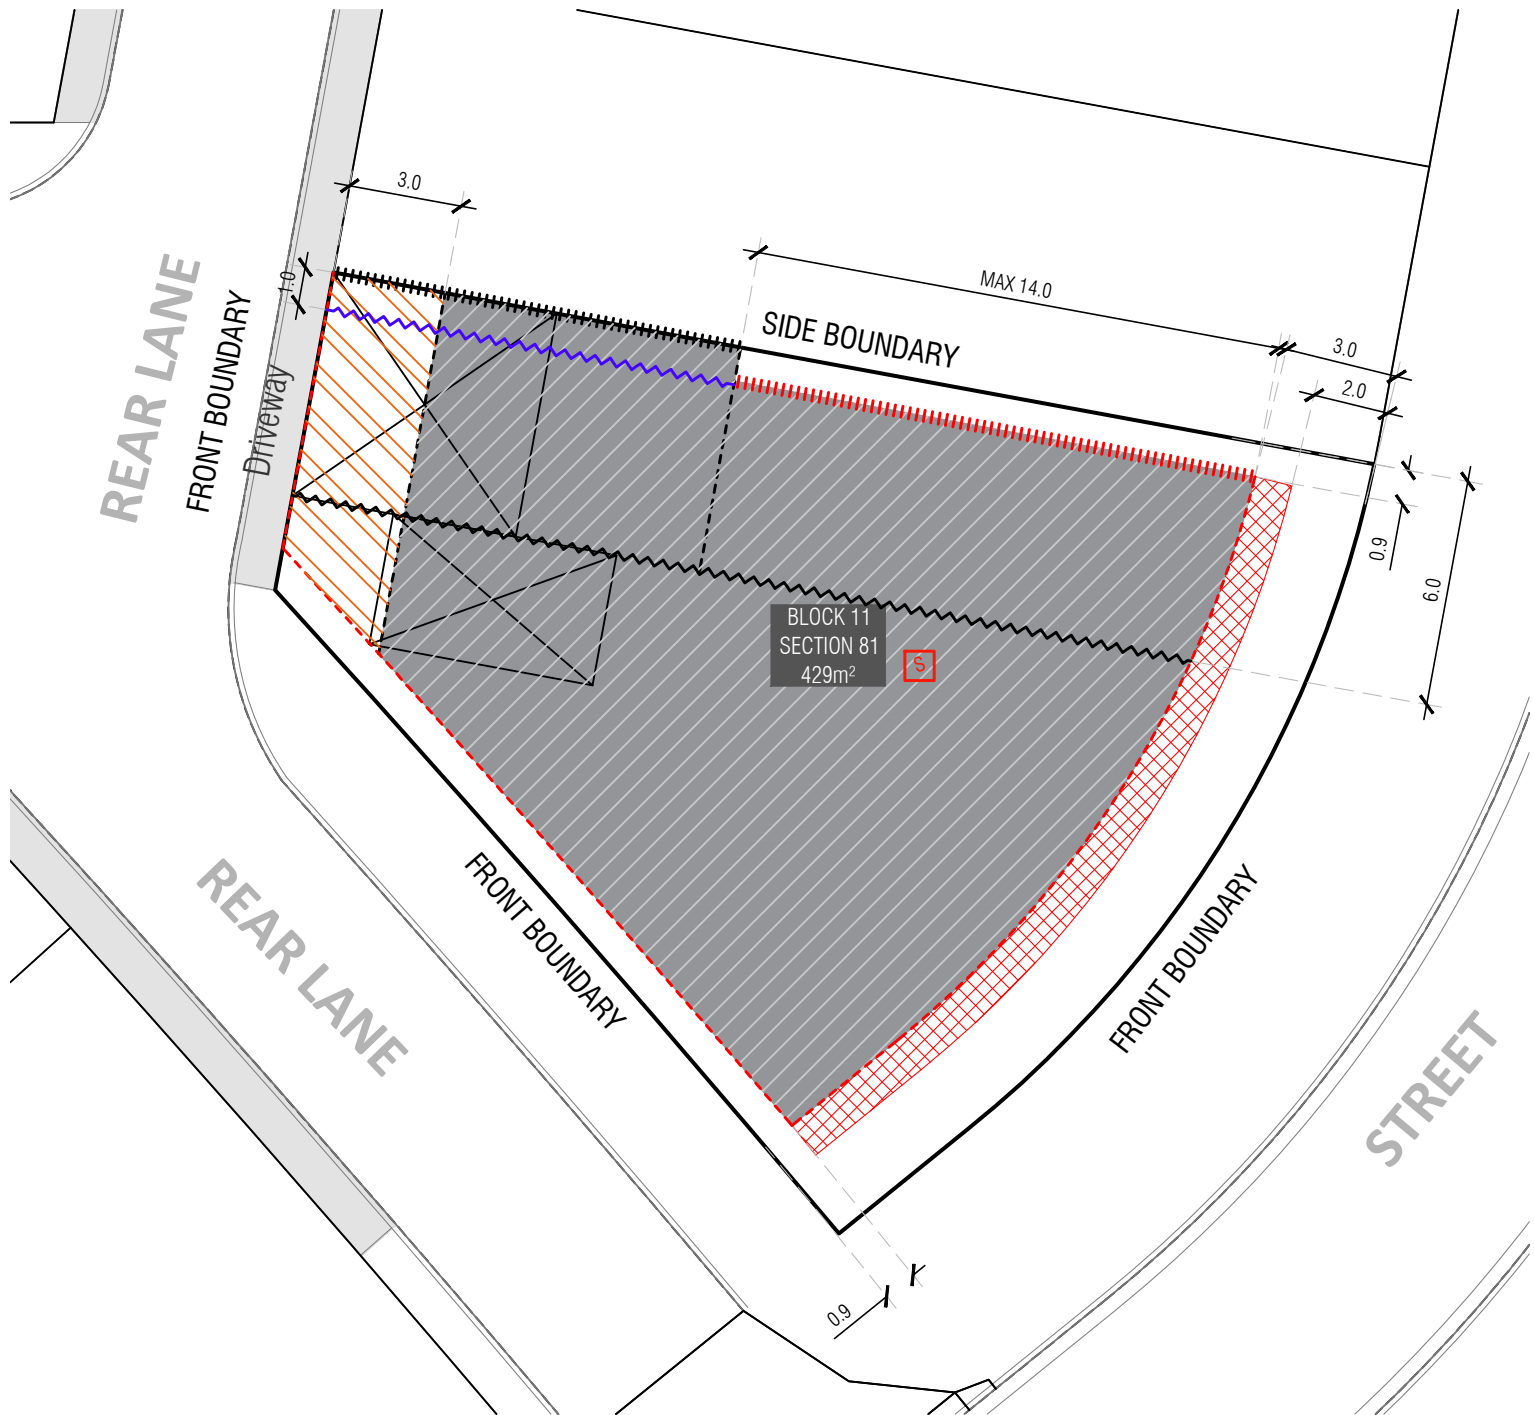 3.0
1.0
MAX 14.0
SIDE BOUNDARY
3.0
2.0
REAR LANE
FRONT BOUNDARY
Driveway
0.9
6.0
BLOCK 11
SECTION 81
429m²
S
REAR LANE
FRONT BOUNDARY
FRONT BOUNDARY
STREET
0.9